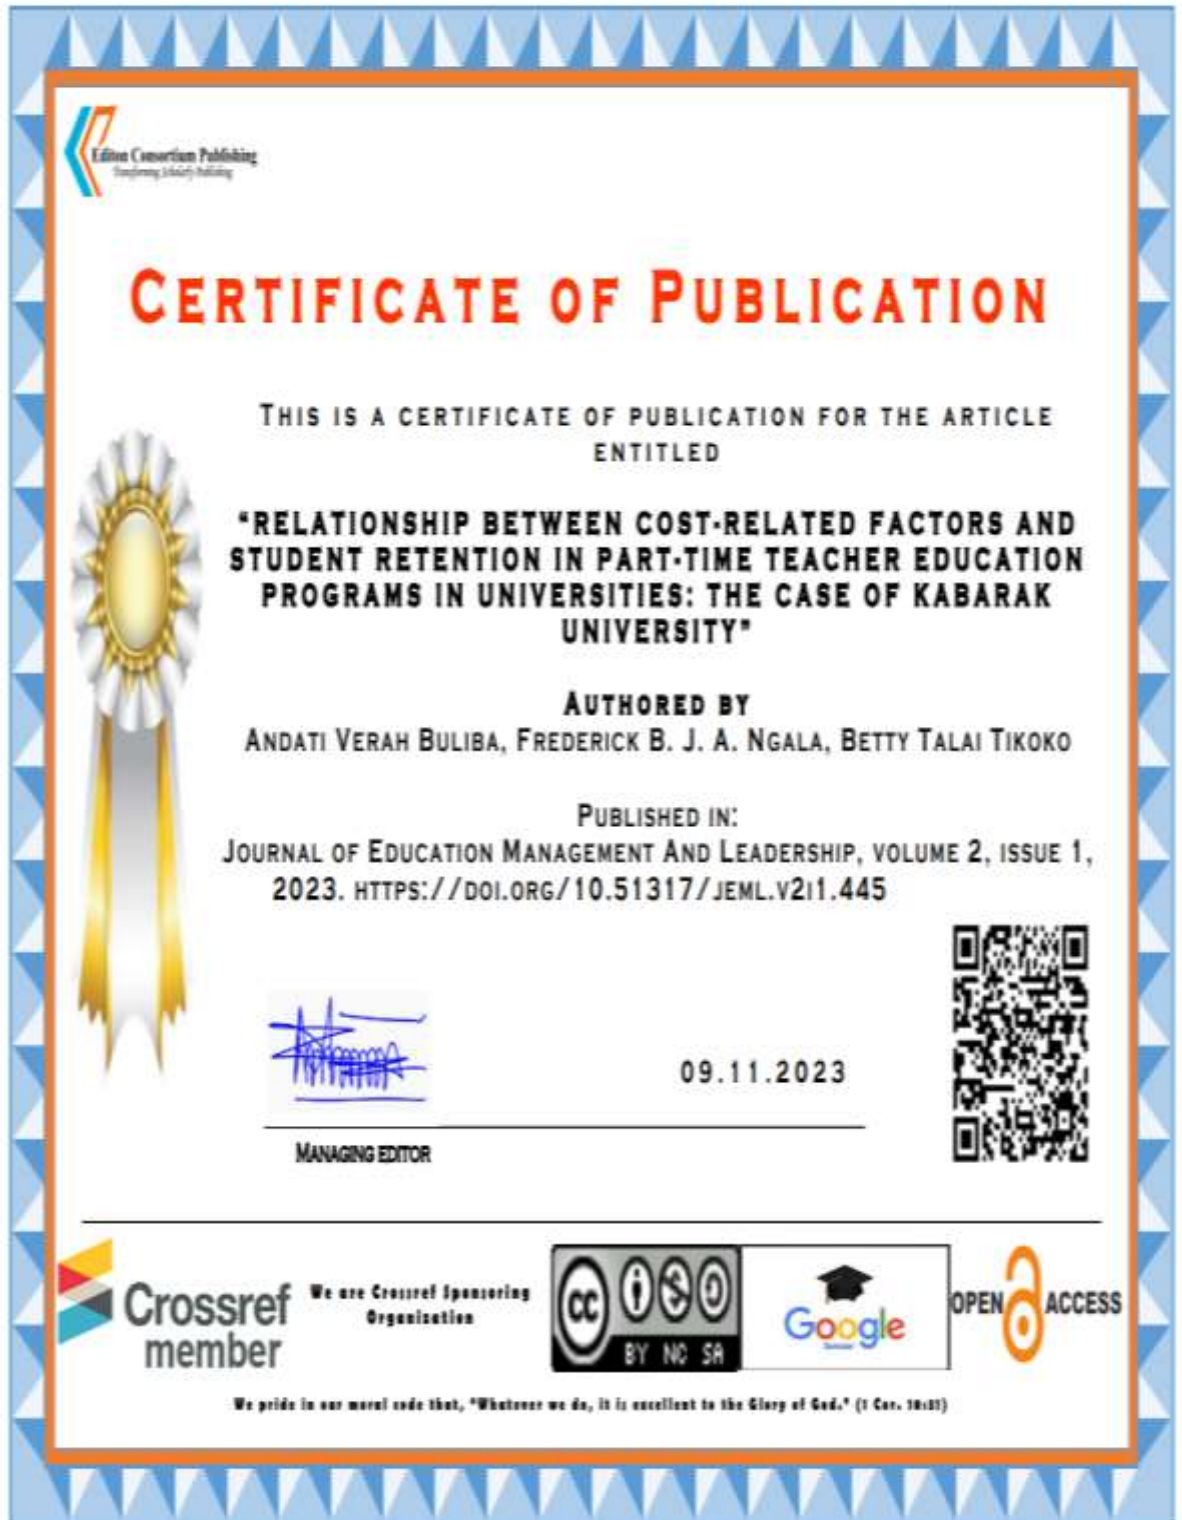 Editon Consortium Publishing
Transforming Scholarly Publishing
CERTIFICATE OF PUBLICATION
THIS IS A CERTIFICATE OF PUBLICATION FOR THE ARTICLE
ENTITLED
“RELATIONSHIP BETWEEN COST-RELATED FACTORS AND
STUDENT RETENTION IN PART-TIME TEACHER EDUCATION
PROGRAMS IN UNIVERSITIES: THE CASE OF KABARAK
UNIVERSITY”
AUTHORED BY
ANDATI VERAH BULIBA, FREDERICK B. J. A. NGALA, BETTY TALAI TIKOKO
PUBLISHED IN:
JOURNAL OF EDUCATION MANAGEMENT AND LEADERSHIP, VOLUME 2, ISSUE 1,
2023. HTTPS://DOI.ORG/10.51317/JEML.V2I1.445
09.11.2023
MANAGING EDITOR
Crossref
member
We are Crossref Sponsoring
Organisation
cc
BY NC SA
Google
OPEN ACCESS
We pride in our moral code that, "Whatever we do, it is excellent to the Glory of God." (1 Cor. 10:31)